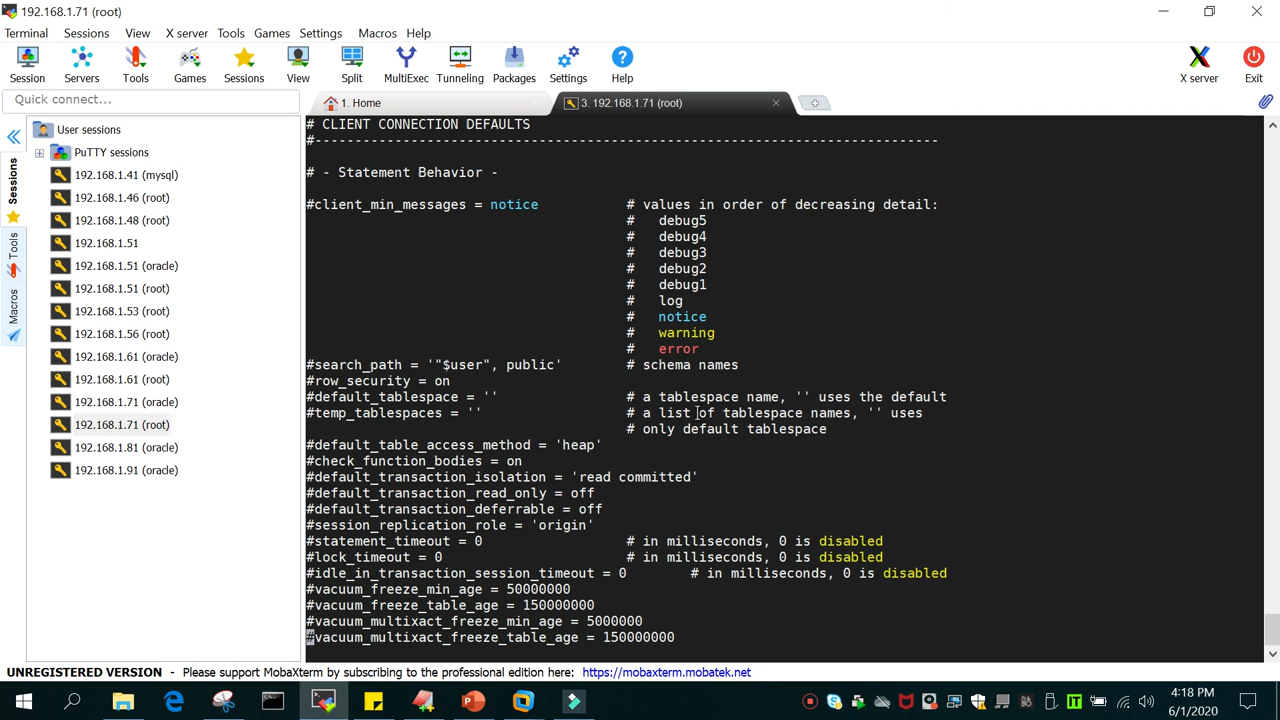 192.168.1.71 (root)
Terminal Sessions View X server Tools Games Settings Macros Help
Session Servers Tools Games Sessions View Split MultiExec Tunneling Packages Settings Help X server Exit
Quick connect...
1. Home
3. 192.168.1.71 (root)
Sessions
Tools
Macros
User sessions
PuTTY sessions
192.168.1.41 (mysql)
192.168.1.46 (root)
192.168.1.48 (root)
192.168.1.51
192.168.1.51 (oracle)
192.168.1.51 (root)
192.168.1.53 (root)
192.168.1.56 (root)
192.168.1.61 (oracle)
192.168.1.61 (root)
192.168.1.71 (oracle)
192.168.1.71 (root)
192.168.1.81 (oracle)
192.168.1.91 (oracle)
# CLIENT CONNECTION DEFAULTS
#------------------------------------------------------------------------------
# - Statement Behavior -
#client_min_messages = notice # values in order of decreasing detail:
# debug5
# debug4
# debug3
# debug2
# debug1
# log
# notice
# warning
# error
#search_path = '"$user", public' # schema names
#row_security = on
#default_tablespace = '' # a tablespace name, '' uses the default
#temp_tablespaces = '' # a list of tablespace names, '' uses
# only default tablespace
#default_table_access_method = 'heap'
#check_function_bodies = on
#default_transaction_isolation = 'read committed'
#default_transaction_read_only = off
#default_transaction_deferrable = off
#session_replication_role = 'origin'
#statement_timeout = 0 # in milliseconds, 0 is disabled
#lock_timeout = 0 # in milliseconds, 0 is disabled
#idle_in_transaction_session_timeout = 0 # in milliseconds, 0 is disabled
#vacuum_freeze_min_age = 50000000
#vacuum_freeze_table_age = 150000000
#vacuum_multixact_freeze_min_age = 5000000
#vacuum_multixact_freeze_table_age = 150000000
UNREGISTERED VERSION - Please support MobaXterm by subscribing to the professional edition here: https://mobaxterm.mobatek.net
4:18 PM
6/1/2020